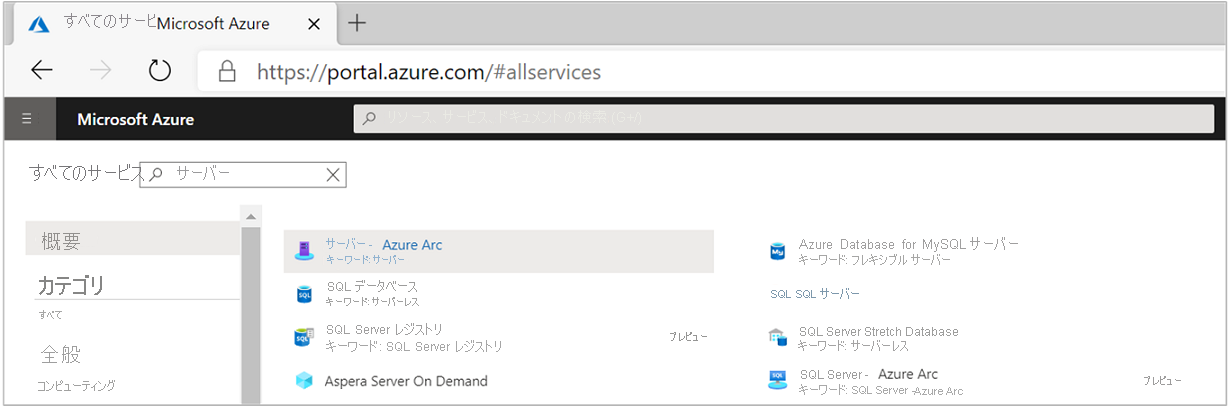 すべてのサービ Microsoft Azure
https://portal.azure.com/#allservices
Microsoft Azure
リソース、サービス、ドキュメントの検索 (G+/)
すべてのサービス
サーバー
概要
カテゴリ
すべて
全般
コンピューティング
サーバー - Azure Arc
キーワード:サーバー
SQL データベース
キーワード:サーバーレス
SQL Server レジストリ
キーワード: SQL Server レジストリ
プレビュー
Aspera Server On Demand
Azure Database for MySQL サーバー
キーワード: フレキシブル サーバー
SQL SQL サーバー
SQL Server Stretch Database
キーワード: サーバーレス
SQL Server - Azure Arc
キーワード: SQL Server -Azure Arc
プレビュー